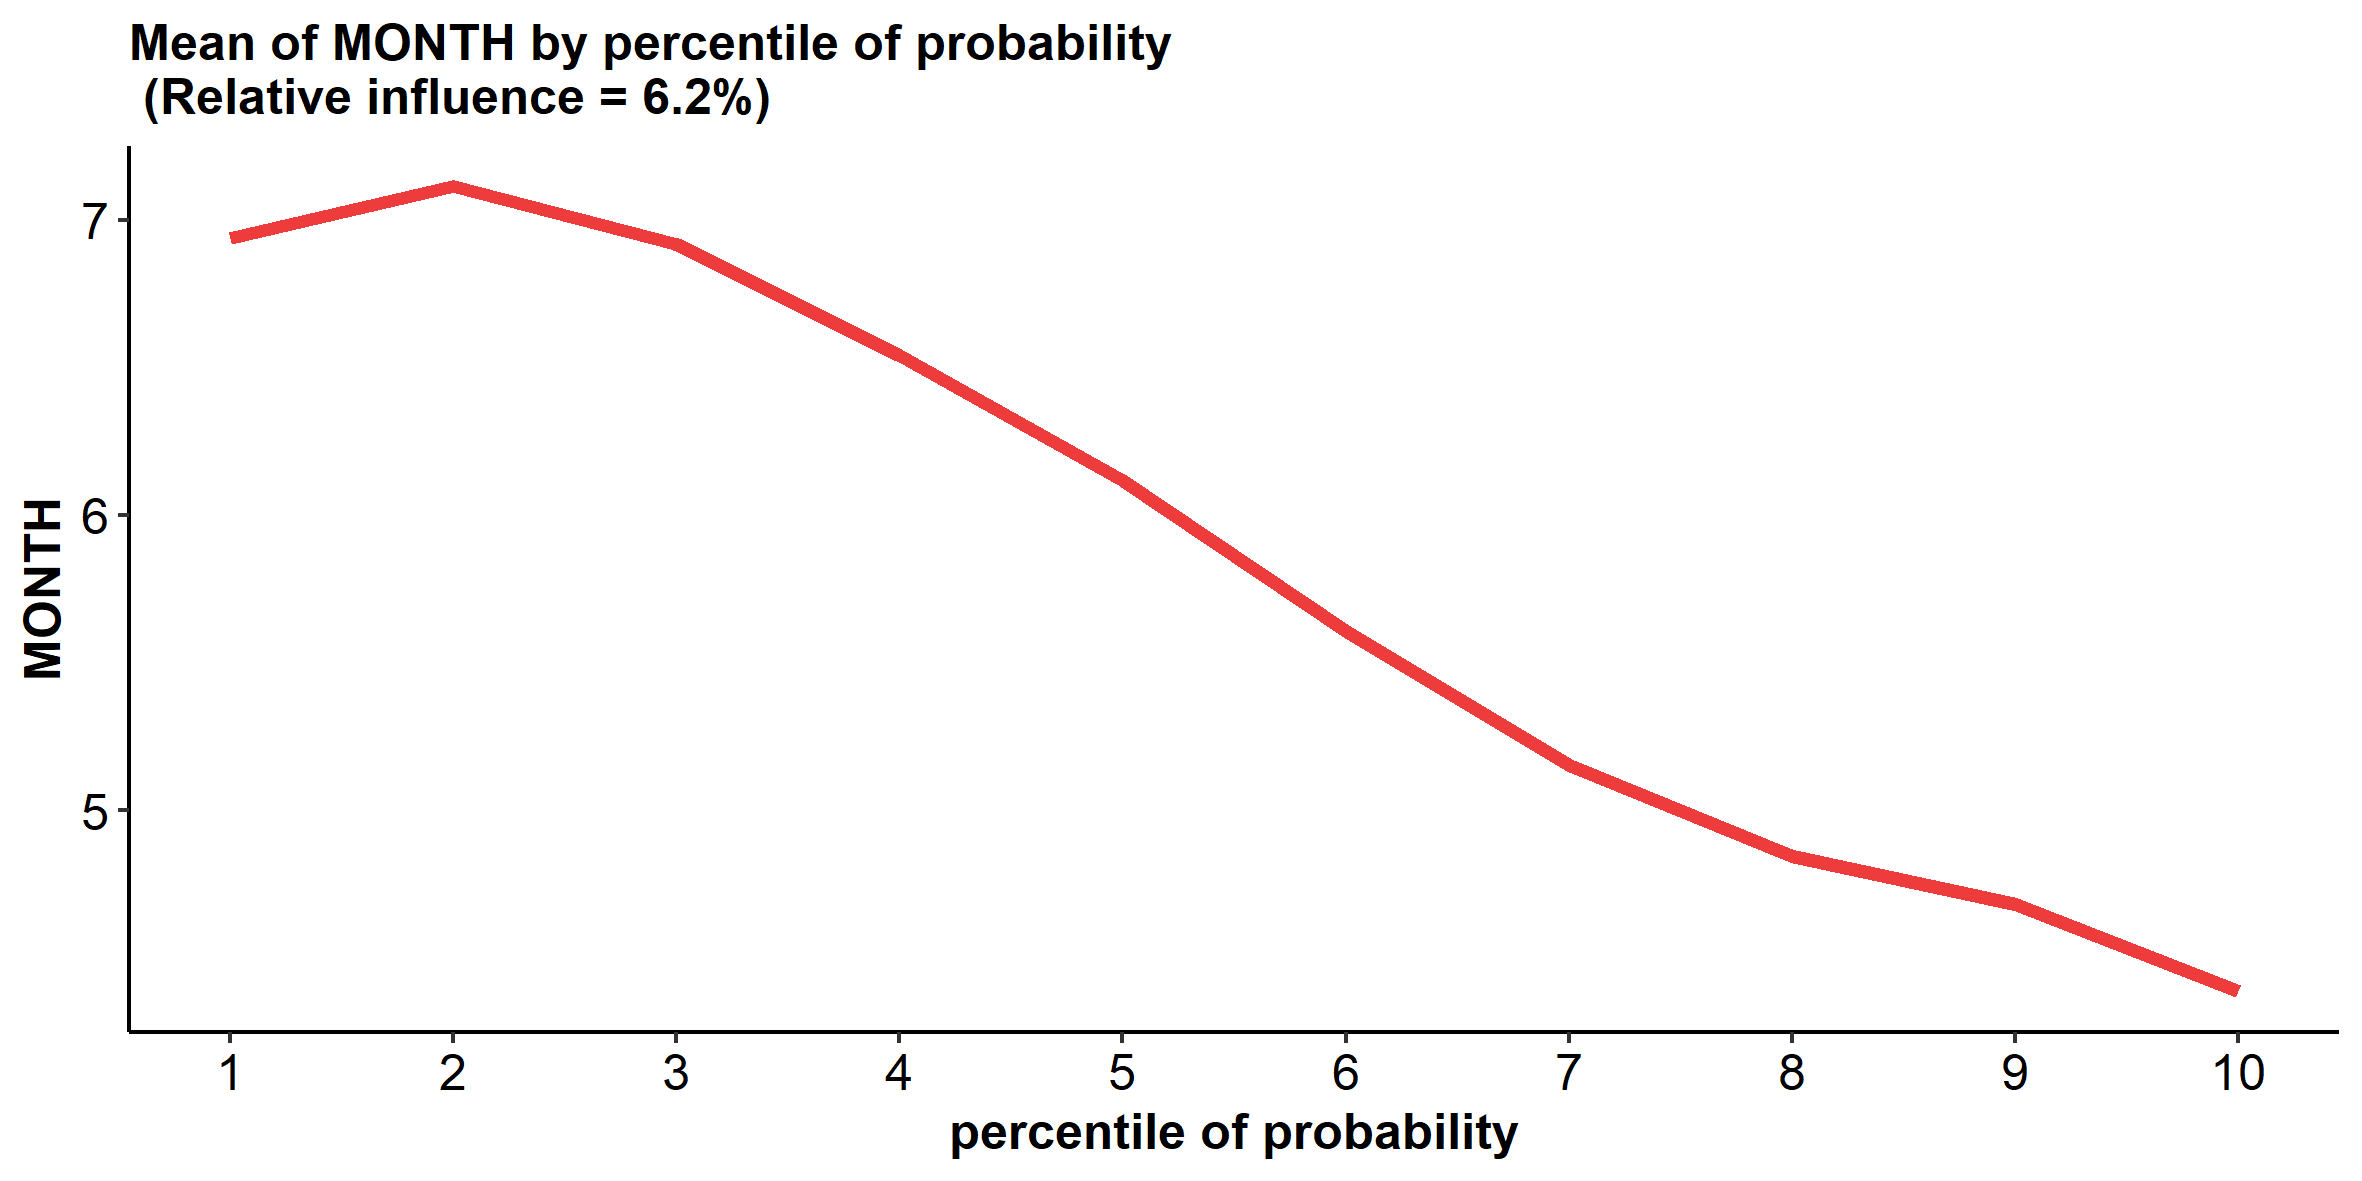 Mean of MONTH by percentile of probability
(Relative influence = 6.2%)
7
6
5
MONTH
1 2 3 4 5 6 7 8 9 10
percentile of probability